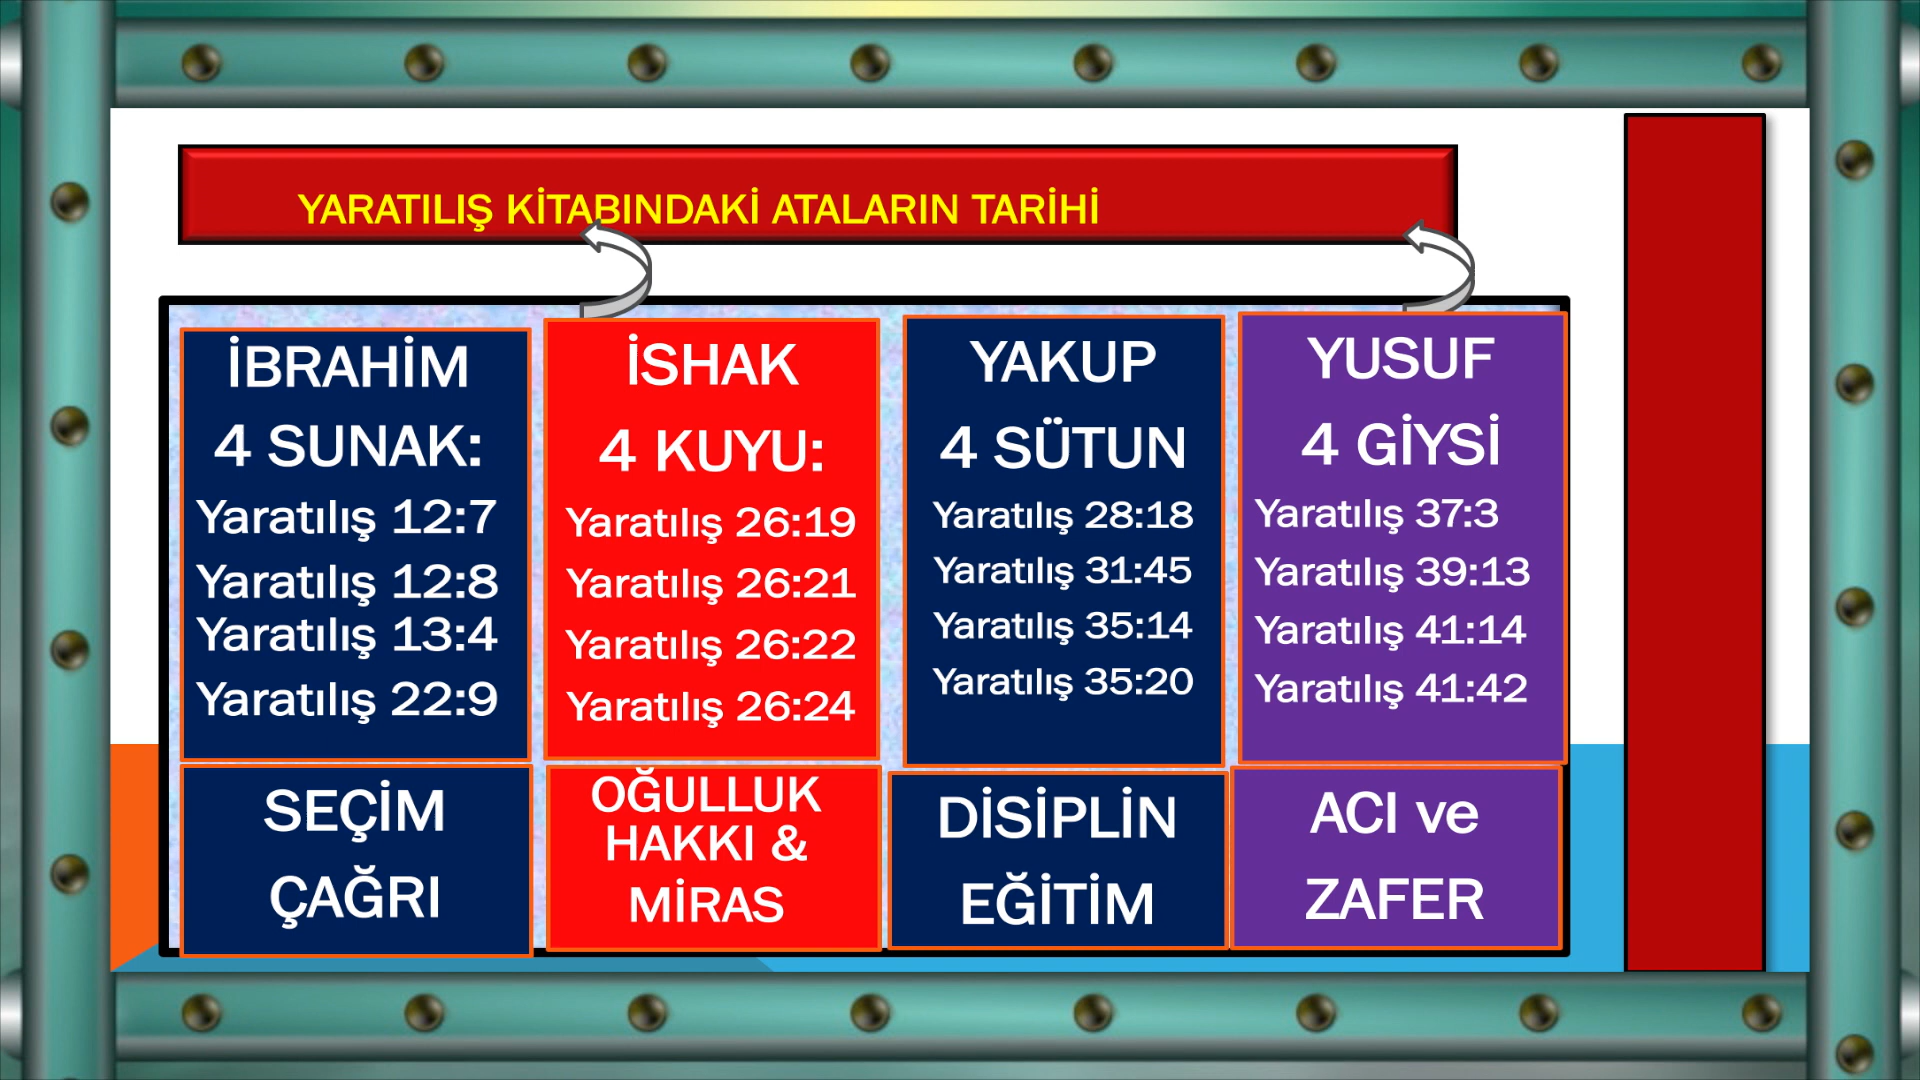 YARATILIŞ KİTABINDAKİ ATALARIN TARİHİ
İBRAHİM
4 SUNAK:
Yaratılış 12:7
Yaratılış 12:8
Yaratılış 13:4
Yaratılış 22:9
SEÇİM
ÇAĞRI
İSHAK
4 KUYU:
Yaratılış 26:19
Yaratılış 26:21
Yaratılış 26:22
Yaratılış 26:24
OĞULLUK
HAKKI &
MİRAS
YAKUP
4 SÜTUN
Yaratılış 28:18
Yaratılış 31:45
Yaratılış 35:14
Yaratılış 35:20
DİSİPLİN
EĞİTİM
YUSUF
4 GİYSİ
Yaratılış 37:3
Yaratılış 39:13
Yaratılış 41:14
Yaratılış 41:42
ACI ve
ZAFER